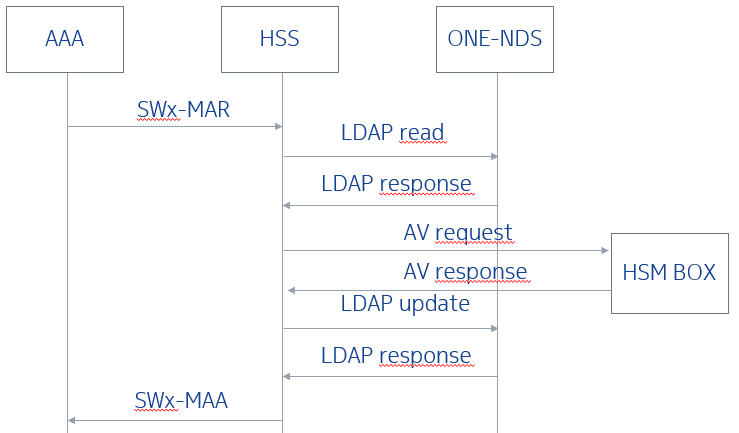 AAA
HSS
ONE-NDS
SWx-MAR
LDAP read
LDAP response
AV request
HSM BOX
AV response
LDAP update
LDAP response
SWx-MAA